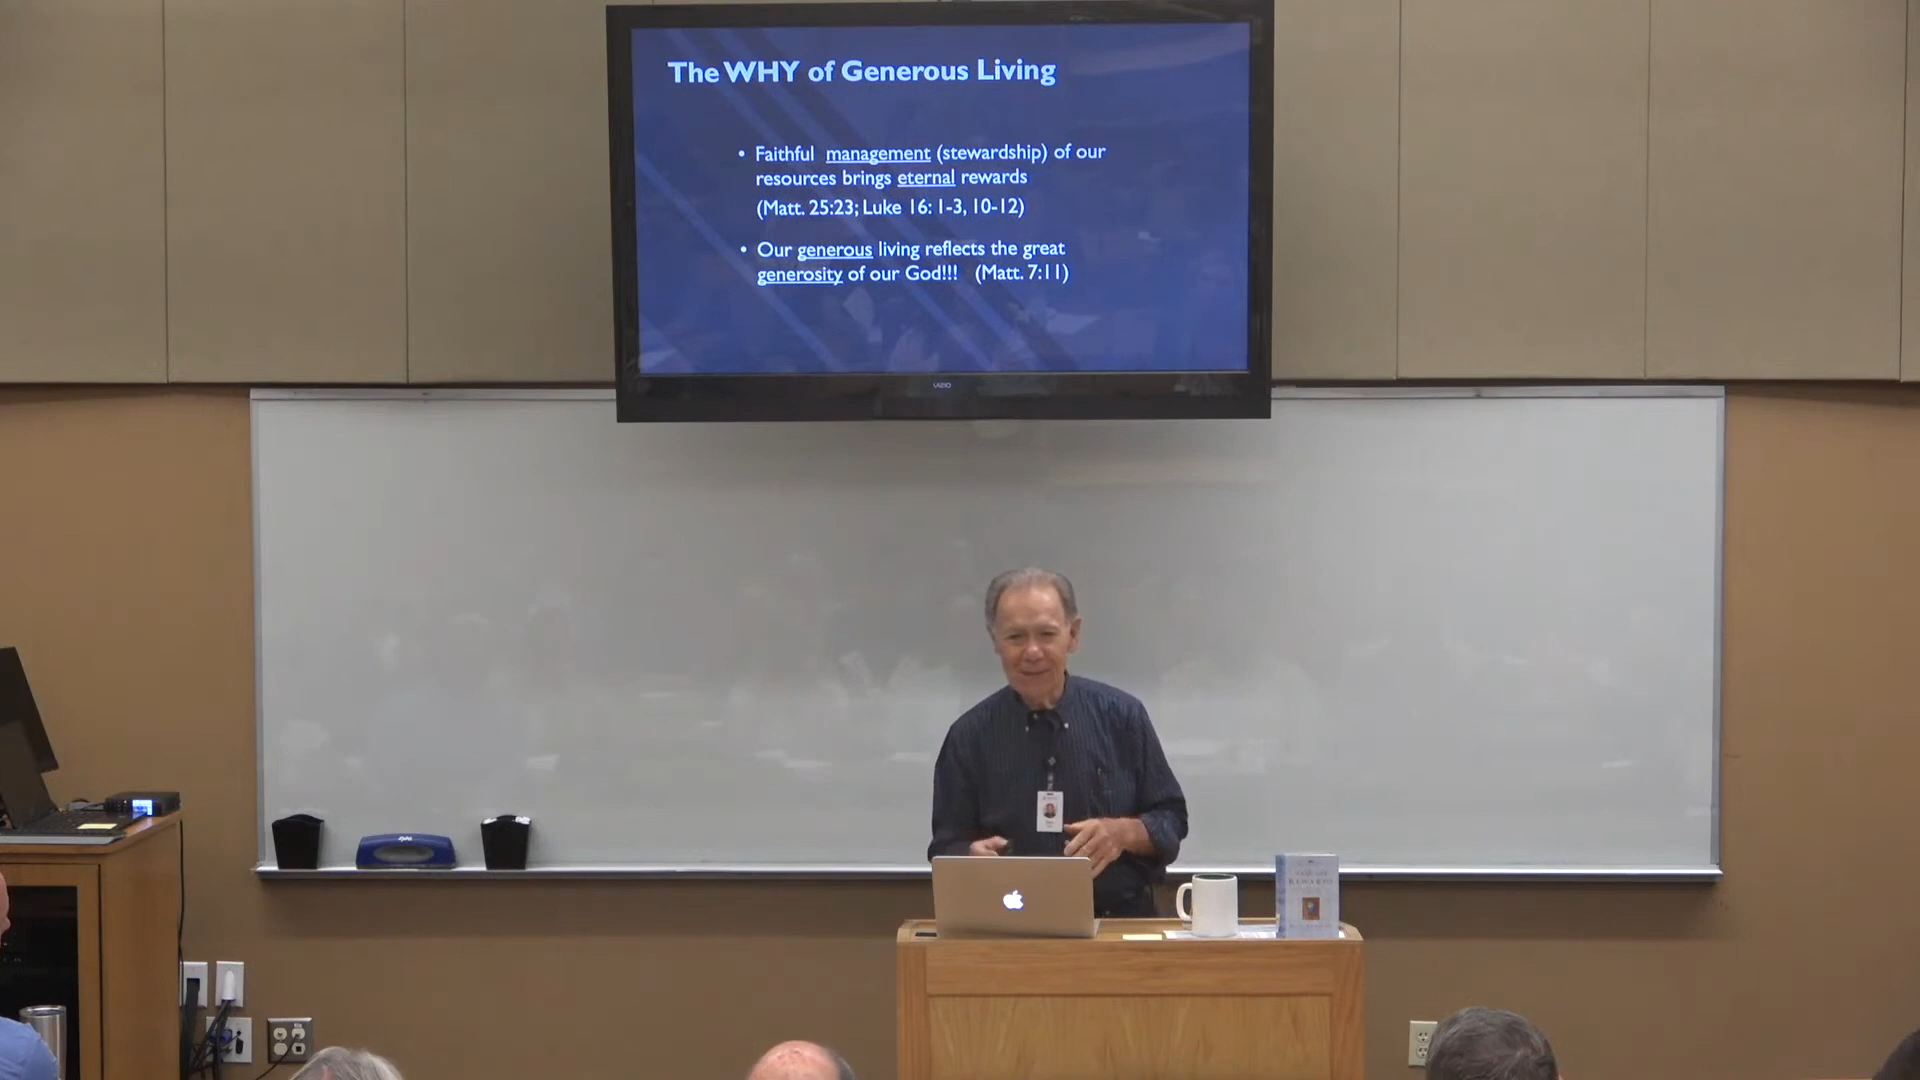 The WHY of Generous Living
• Faithful management (stewardship) of our
resources brings eternal rewards
(Matt. 25:23; Luke 16: 1-3, 10-12)
• Our generous living reflects the great
generosity of our God!!! (Matt. 7:11)
VIZIO